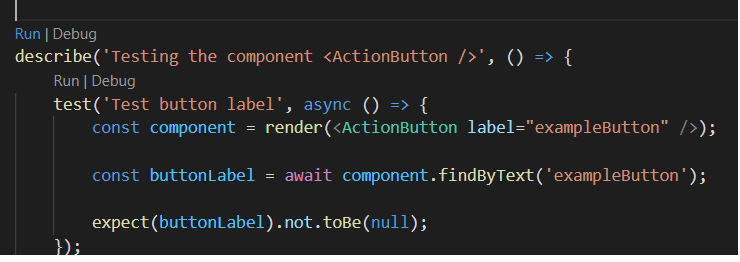 Run | Debug
describe('Testing the component <ActionButton />', () => {
Run | Debug
test('Test button label', async () => {
const component = render(<ActionButton label="exampleButton" />);
const buttonLabel = await component.findByText('exampleButton');
expect(buttonLabel).not.toBe(null);
});